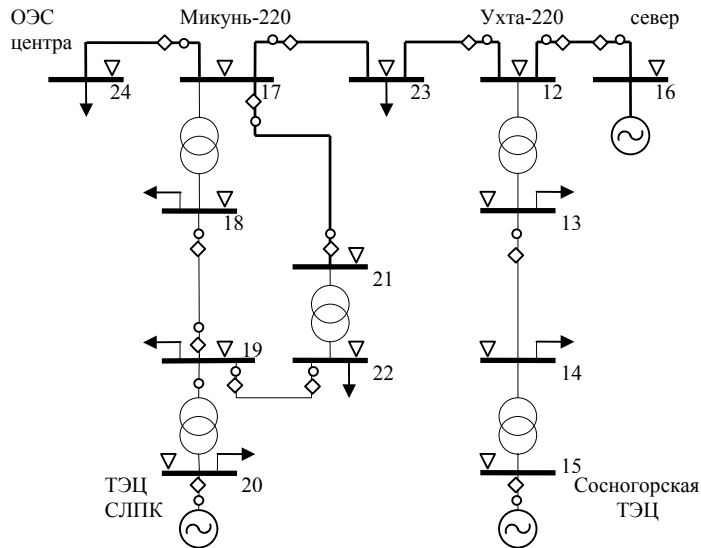 ОЭС
центра
Микунь-220
Ухта-220
север
24
17
23
12
16
18
13
21
19
22
14
20
15
ТЭЦ
СЛПК
Сосногорская
ТЭЦ